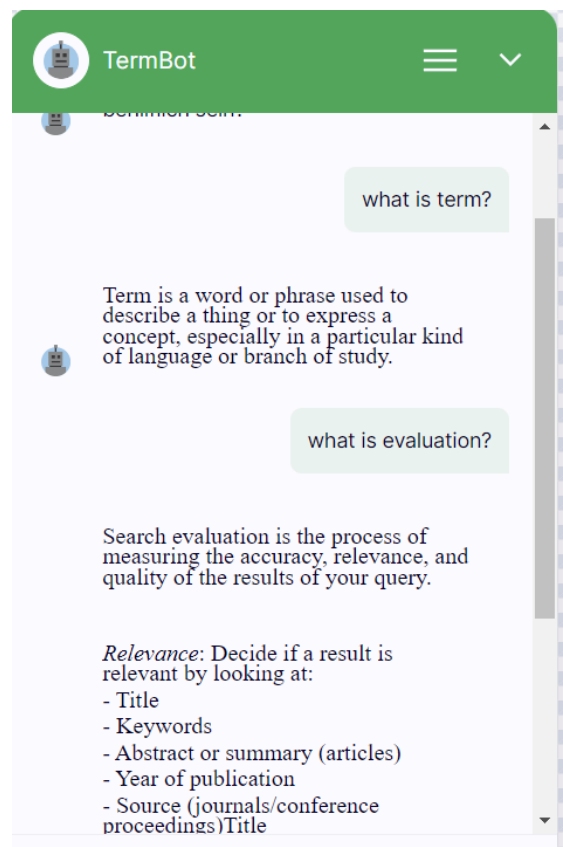 TermBot
what is term?
Term is a word or phrase used to
describe a thing or to express a
concept, especially in a particular kind
of language or branch of study.
what is evaluation?
Search evaluation is the process of
measuring the accuracy, relevance, and
quality of the results of your query.
Relevance: Decide if a result is
relevant by looking at:
- Title
- Keywords
- Abstract or summary (articles)
- Year of publication
- Source (journals/conference
proceedings)Title